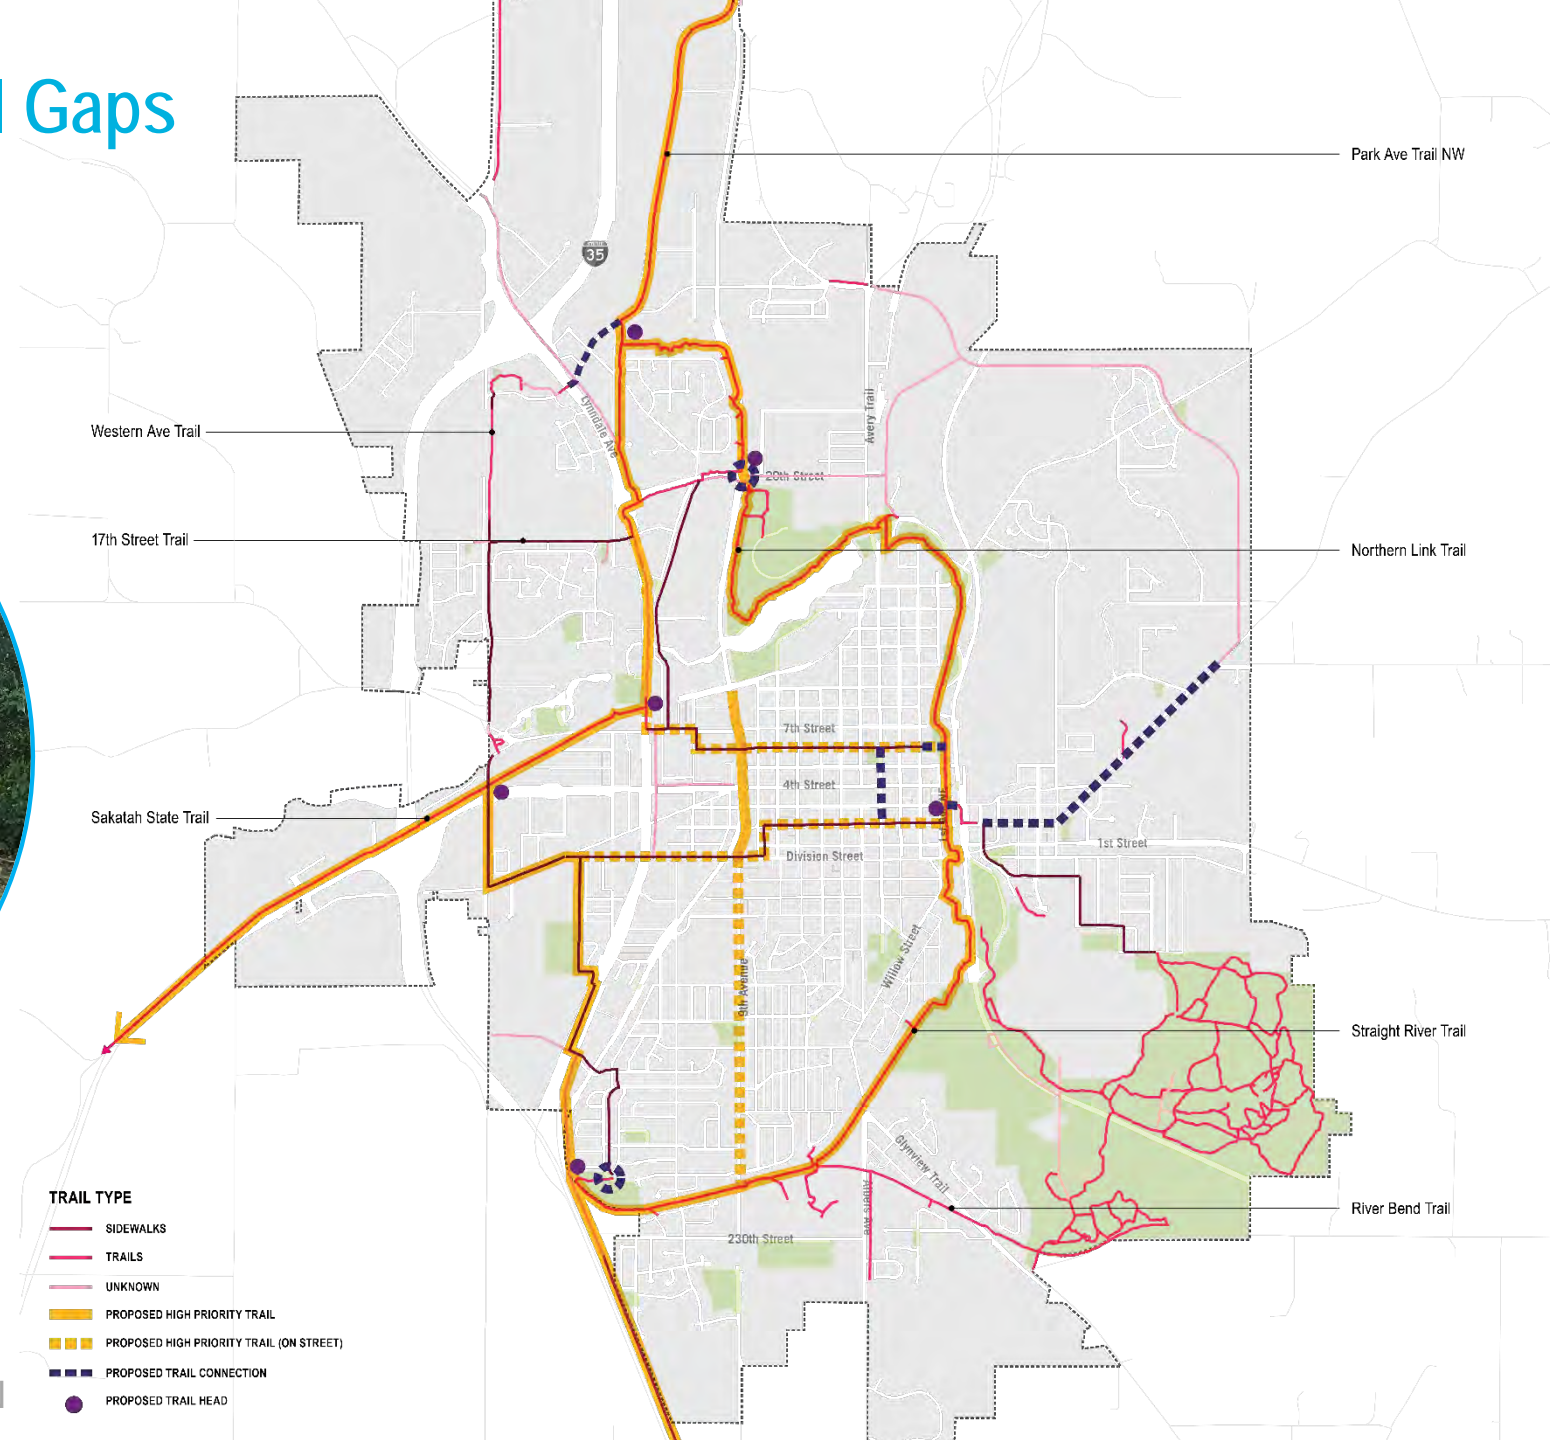 Gaps
Park Ave Trail NW
35
Lynndale Ave
Avery Trail
Western Ave Trail
20th Street
17th Street Trail
Northern Link Trail
7th Street
4th Street
Sakatah State Trail
1st Street
Division Street
Willow Street
9th Avenue
Straight River Trail
Glynview Trail
Albers Ave
River Bend Trail
230th Street
TRAIL TYPE
SIDEWALKS
TRAILS
UNKNOWN
PROPOSED HIGH PRIORITY TRAIL
PROPOSED HIGH PRIORITY TRAIL (ON STREET)
PROPOSED TRAIL CONNECTION
PROPOSED TRAIL HEAD